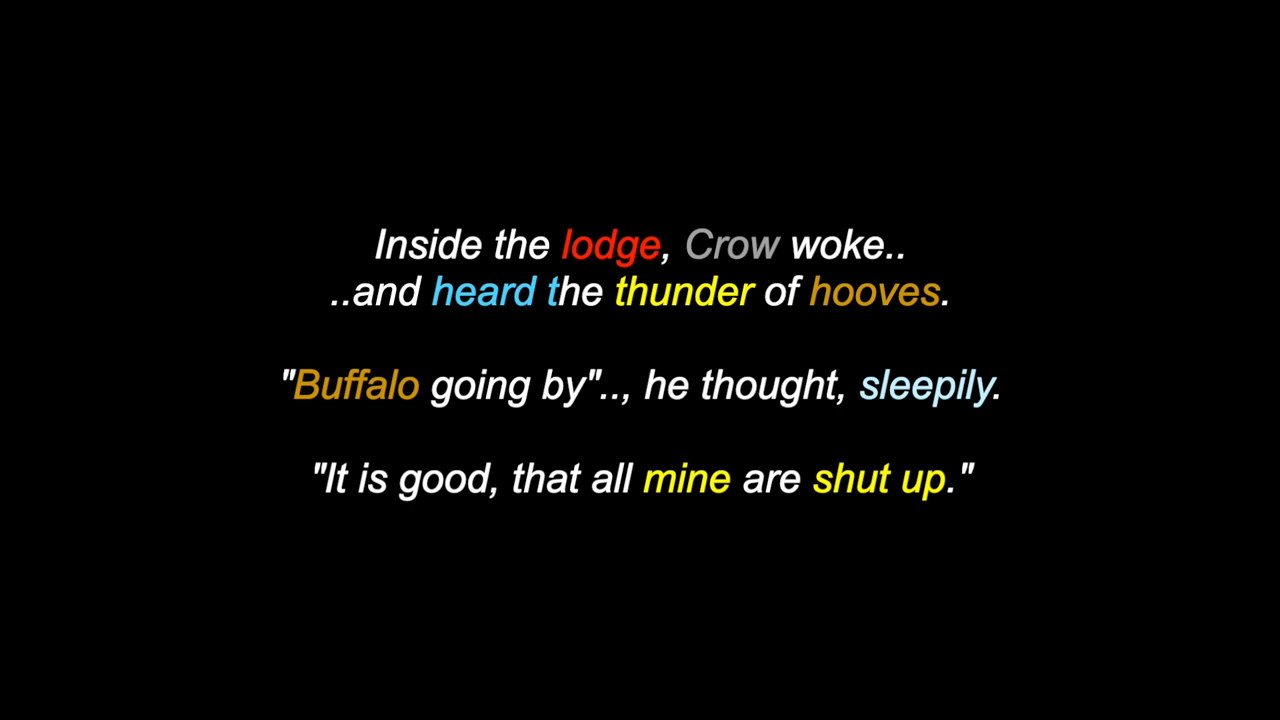 Inside the lodge, Crow woke..
..and heard the thunder of hooves.
"Buffalo going by".., he thought, sleepily.
"It is good, that all mine are shut up."